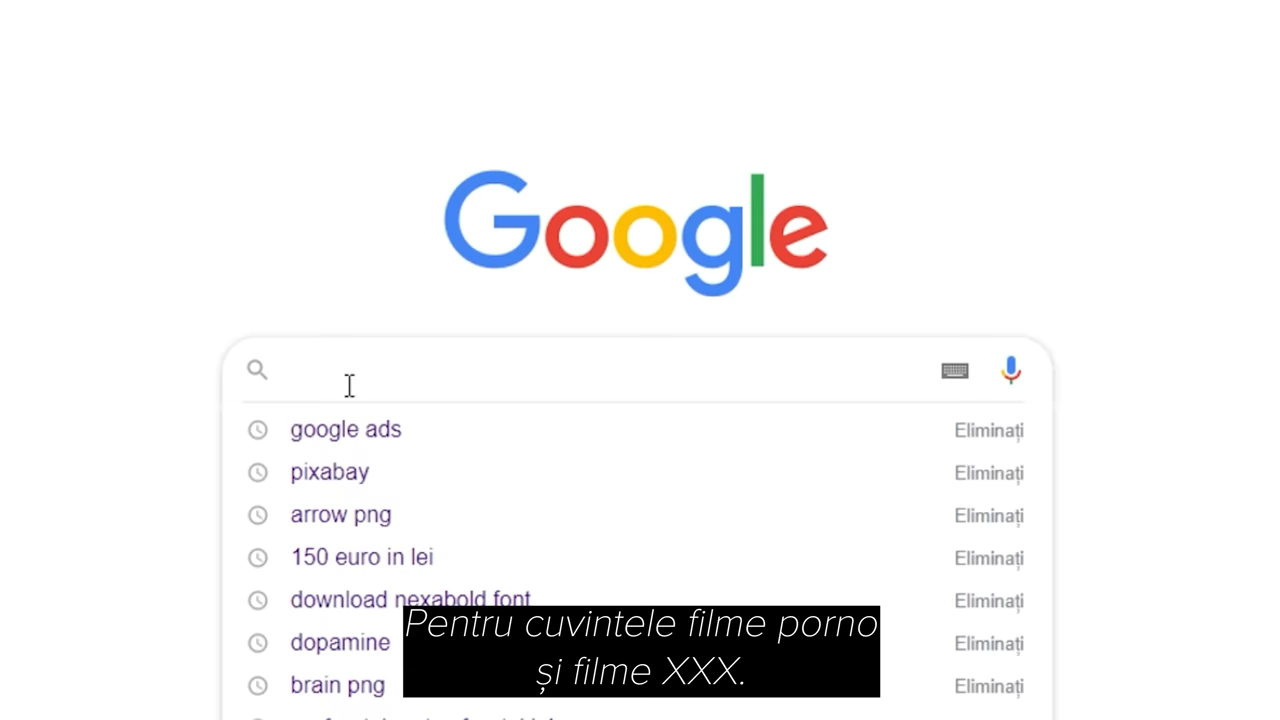 Google
google ads Eliminați
pixabay Eliminați
arrow png Eliminați
150 euro in lei Eliminați
download nexabold font Eliminați
dopamine Eliminați
brain png Eliminați
Pentru cuvintele filme porno
și filme XXX.